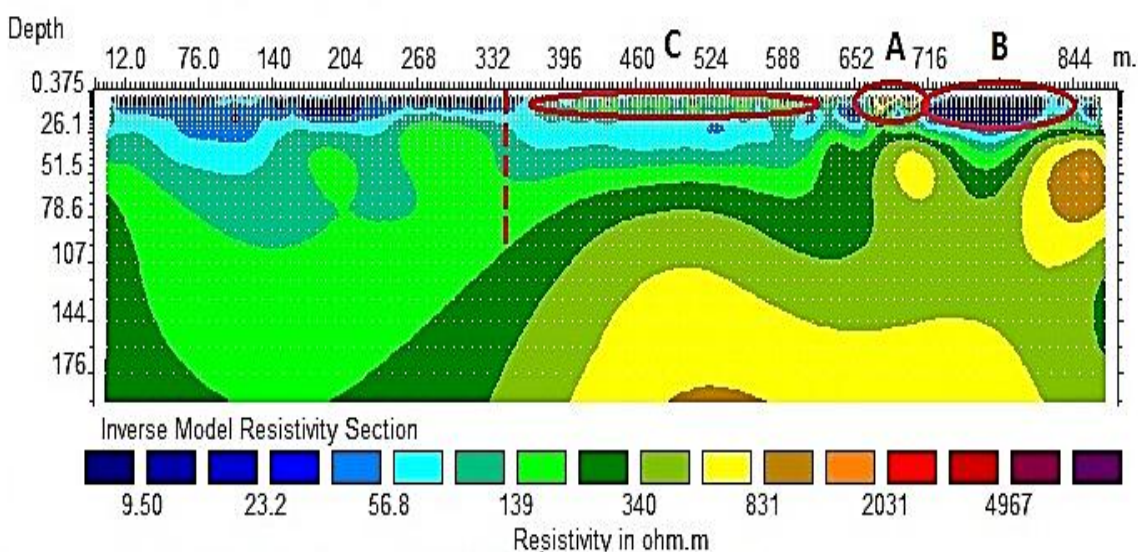 Depth
C A B
12.0 76.0 140 204 268 332 396 460 524 588 652 716 844 m.
0.375
26.1
51.5
78.6
107
144
176
Inverse Model Resistivity Section
9.50 23.2 56.8 139 340 831 2031 4967
Resistivity in ohm.m